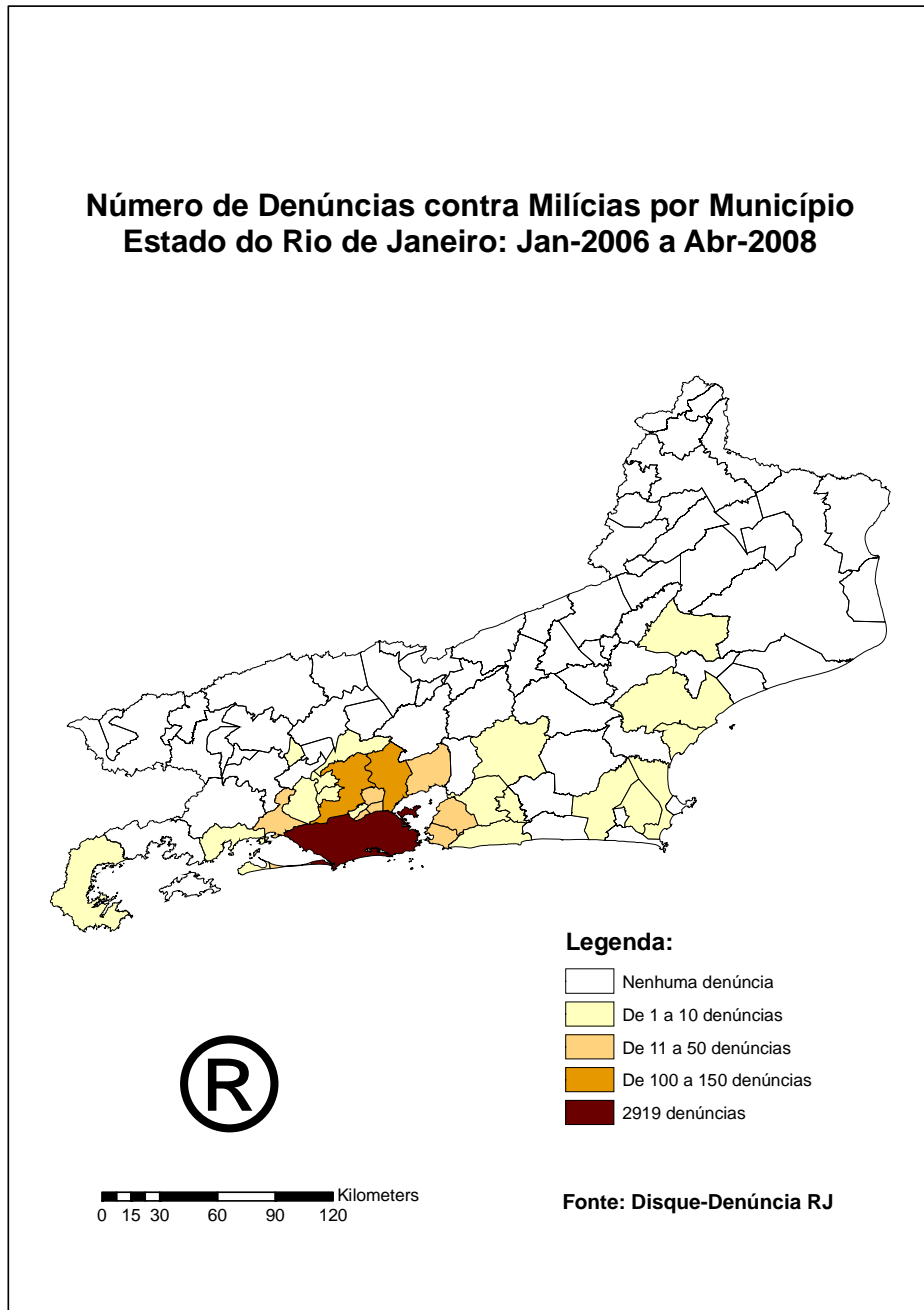 Número de Denúncias contra Milícias por Município
Estado do Rio de Janeiro: Jan-2006 a Abr-2008
Legenda:
Nenhuma denúncia
De 1 a 10 denúncias
De 11 a 50 denúncias
De 100 a 150 denúncias
2919 denúncias
®
Kilometers
0 15 30 60 90 120
Fonte: Disque-Denúncia RJ